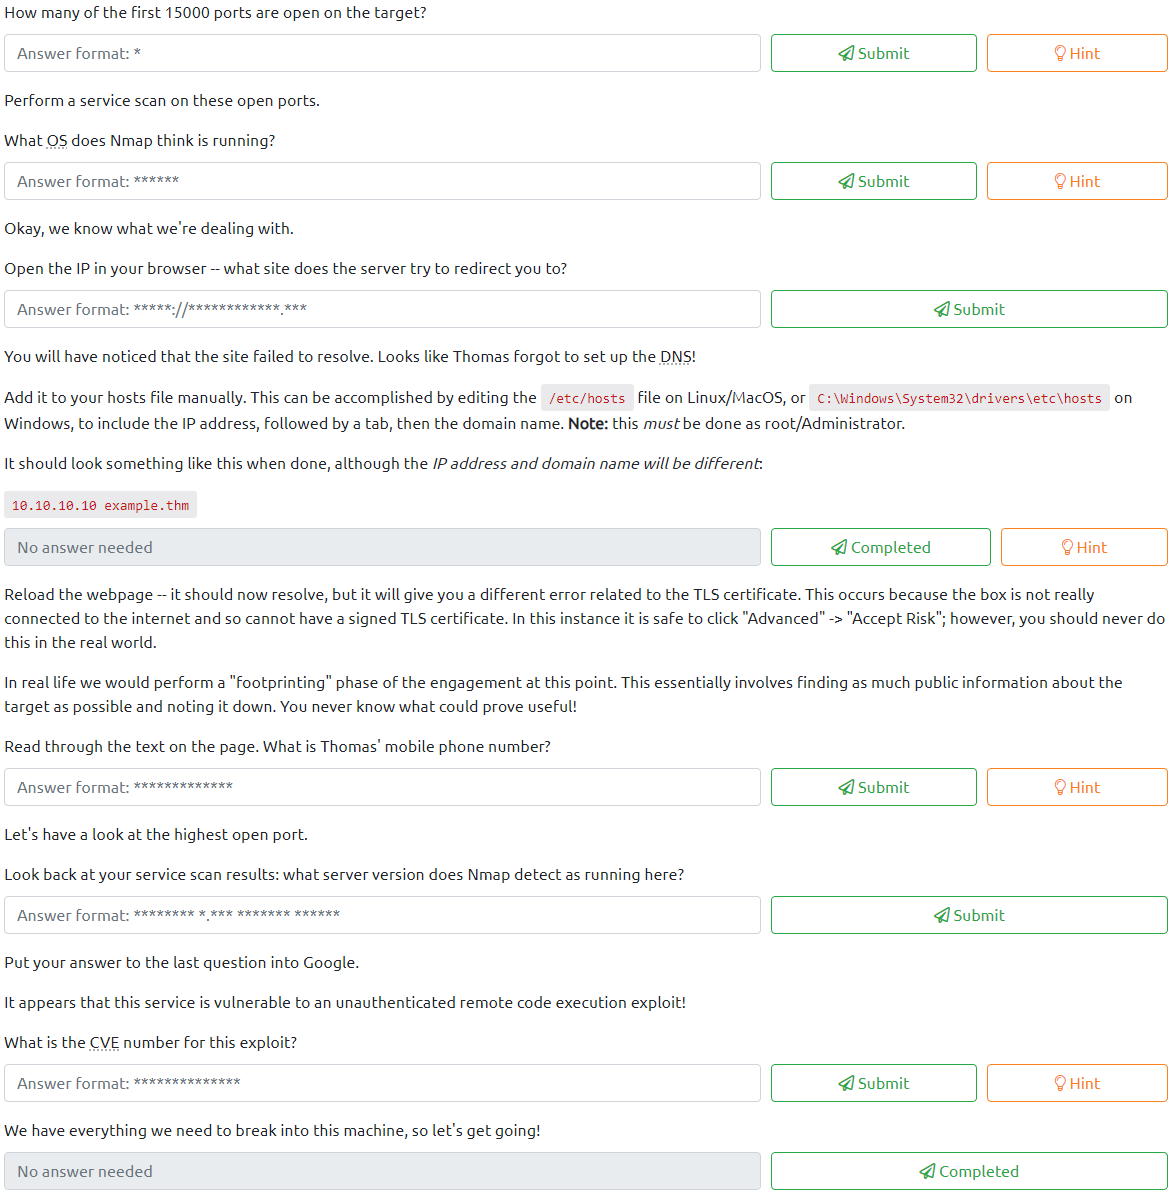 How many of the first 15000 ports are open on the target?
Answer format: *
Submit
Hint
Perform a service scan on these open ports.
What OS does Nmap think is running?
Answer format: ******
Submit
Hint
Okay, we know what we're dealing with.
Open the IP in your browser -- what site does the server try to redirect you to?
Answer format: *****://************.***
Submit
You will have noticed that the site failed to resolve. Looks like Thomas forgot to set up the DNS!
Add it to your hosts file manually. This can be accomplished by editing the /etc/hosts file on Linux/MacOS, or C:\Windows\System32\drivers\etc\hosts on
Windows, to include the IP address, followed by a tab, then the domain name. Note: this must be done as root/Administrator.
It should look something like this when done, although the IP address and domain name will be different:
10.10.10.10 example.thm
No answer needed
Completed
Hint
Reload the webpage -- it should now resolve, but it will give you a different error related to the TLS certificate. This occurs because the box is not really
connected to the internet and so cannot have a signed TLS certificate. In this instance it is safe to click "Advanced" -> "Accept Risk"; however, you should never do
this in the real world.
In real life we would perform a "footprinting" phase of the engagement at this point. This essentially involves finding as much public information about the
target as possible and noting it down. You never know what could prove useful!
Read through the text on the page. What is Thomas' mobile phone number?
Answer format: *************
Submit
Hint
Let's have a look at the highest open port.
Look back at your service scan results: what server version does Nmap detect as running here?
Answer format: ******** *.*** ******* ******
Submit
Put your answer to the last question into Google.
It appears that this service is vulnerable to an unauthenticated remote code execution exploit!
What is the CVE number for this exploit?
Answer format: **************
Submit
Hint
We have everything we need to break into this machine, so let's get going!
No answer needed
Completed